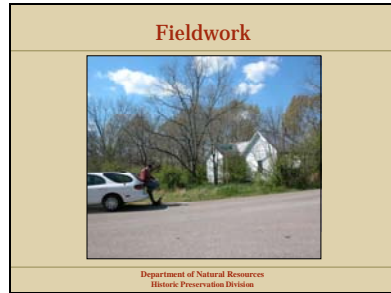 Fieldwork
Department of Natural Resources
Historic Preservation Division